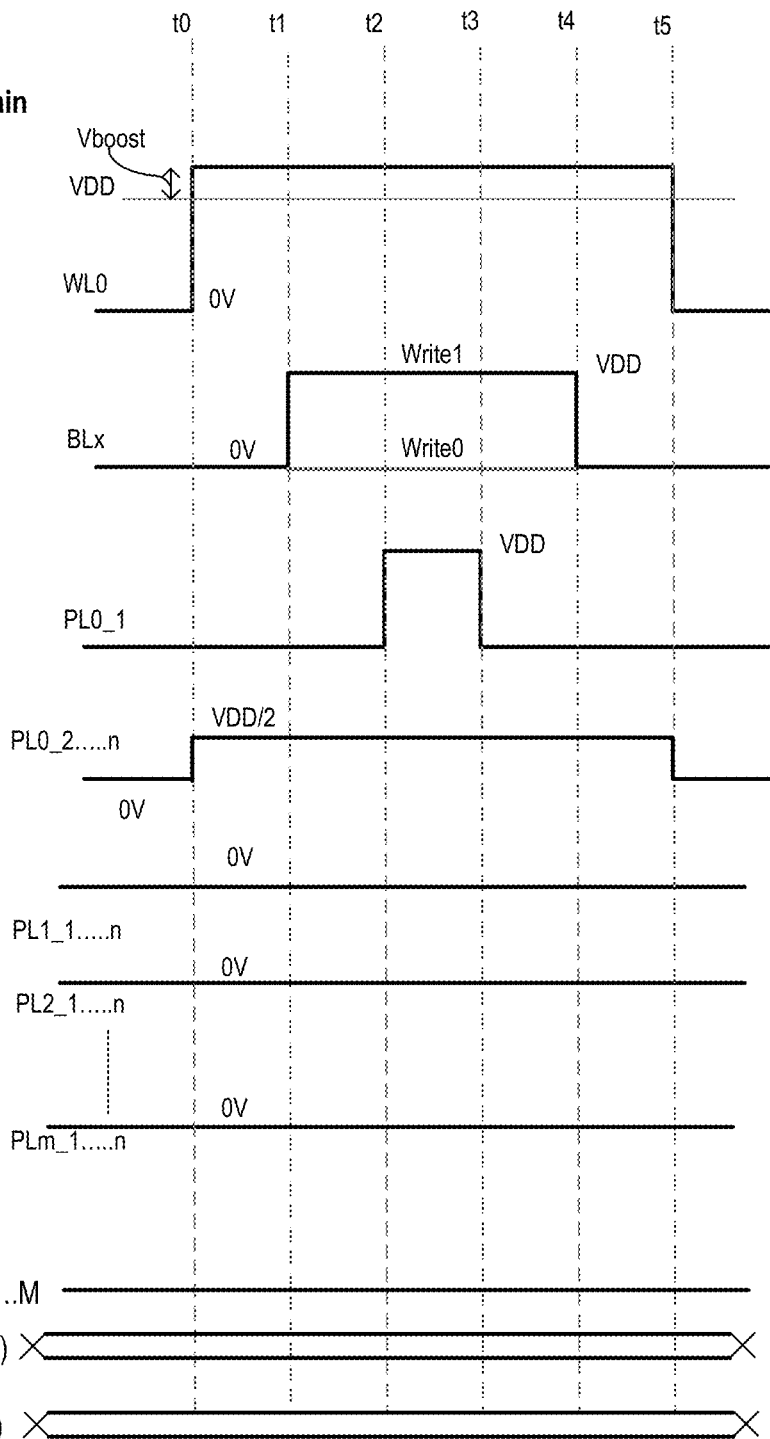 t0 t1 t2 t3 t4 t5
Vboost
VDD
WL0
0V
Write1
VDD
BLx
0V
Write0
VDD
PL0_1
VDD/2
PL0_2.....n
0V
0V
PL1_1.....n
0V
PL2_1.....n
0V
PLm_1.....n
..M
)